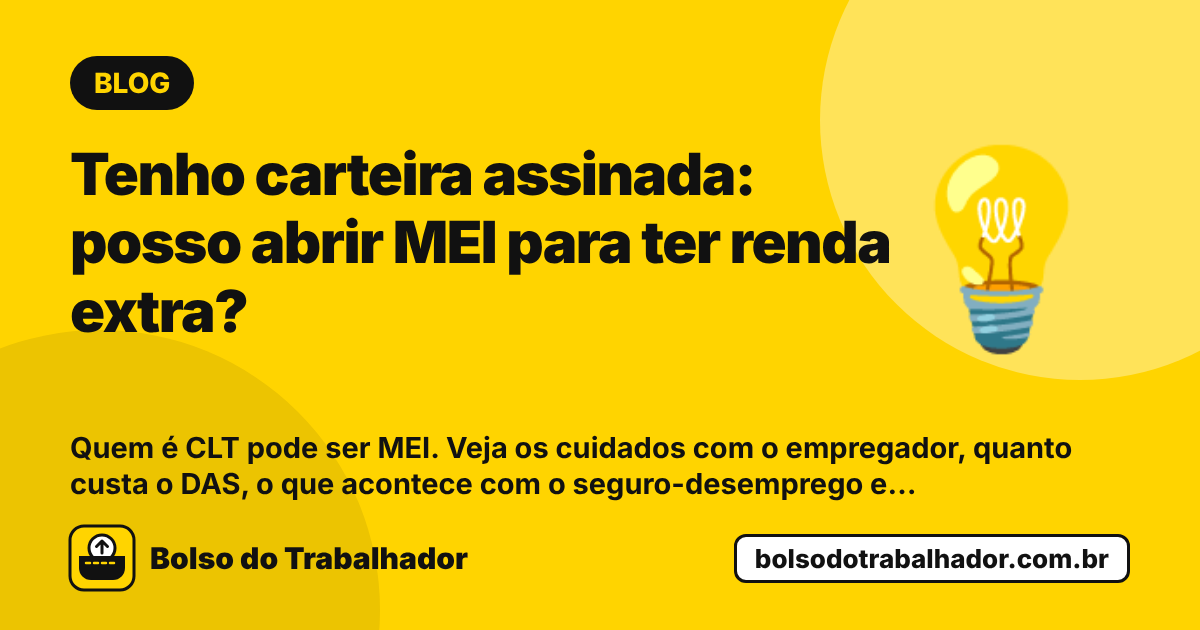 BLOG
Tenho carteira assinada:
posso abrir MEI para ter renda
extra?
Quem é CLT pode ser MEI. Veja os cuidados com o empregador, quanto
custa o DAS, o que acontece com o seguro-desemprego e...
Bolso do Trabalhador
bolsodotrabalhador.com.br